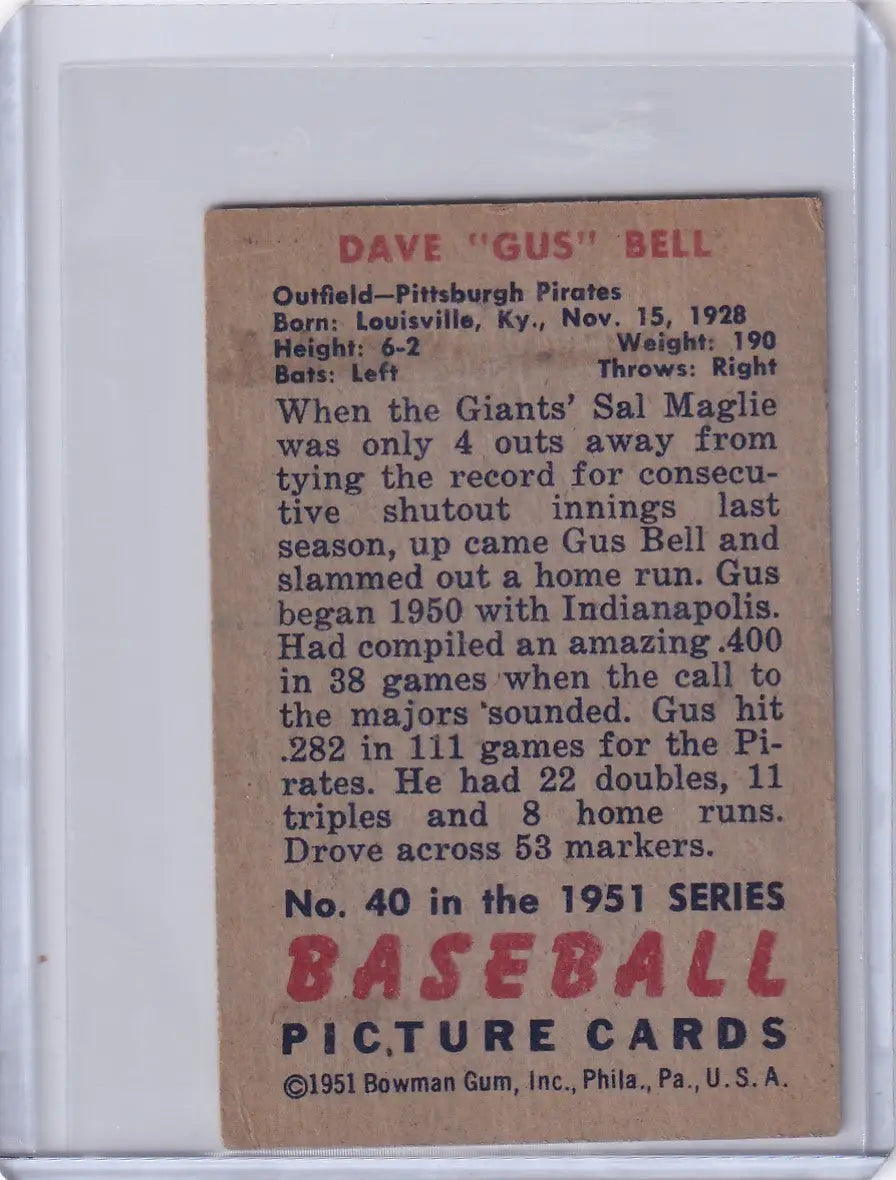 DAVE "GUS" BELL
Outfield—Pittsburgh Pirates
Born: Louisville, Ky., Nov. 15, 1928
Height: 6-2 Weight: 190
Bats: Left Throws: Right
When the Giants' Sal Maglie
was only 4 outs away from
tying the record for consecu-
tive shutout innings last
season, up came Gus Bell and
slammed out a home run. Gus
began 1950 with Indianapolis.
Had compiled an amazing .400
in 38 games when the call to
the majors sounded. Gus hit
.282 in 111 games for the Pi-
rates. He had 22 doubles, 11
triples and 8 home runs.
Drove across 53 markers.
No. 40 in the 1951 SERIES
BASEBALL
PICTURE CARDS
©1951 Bowman Gum, Inc., Phila., Pa., U. S. A.